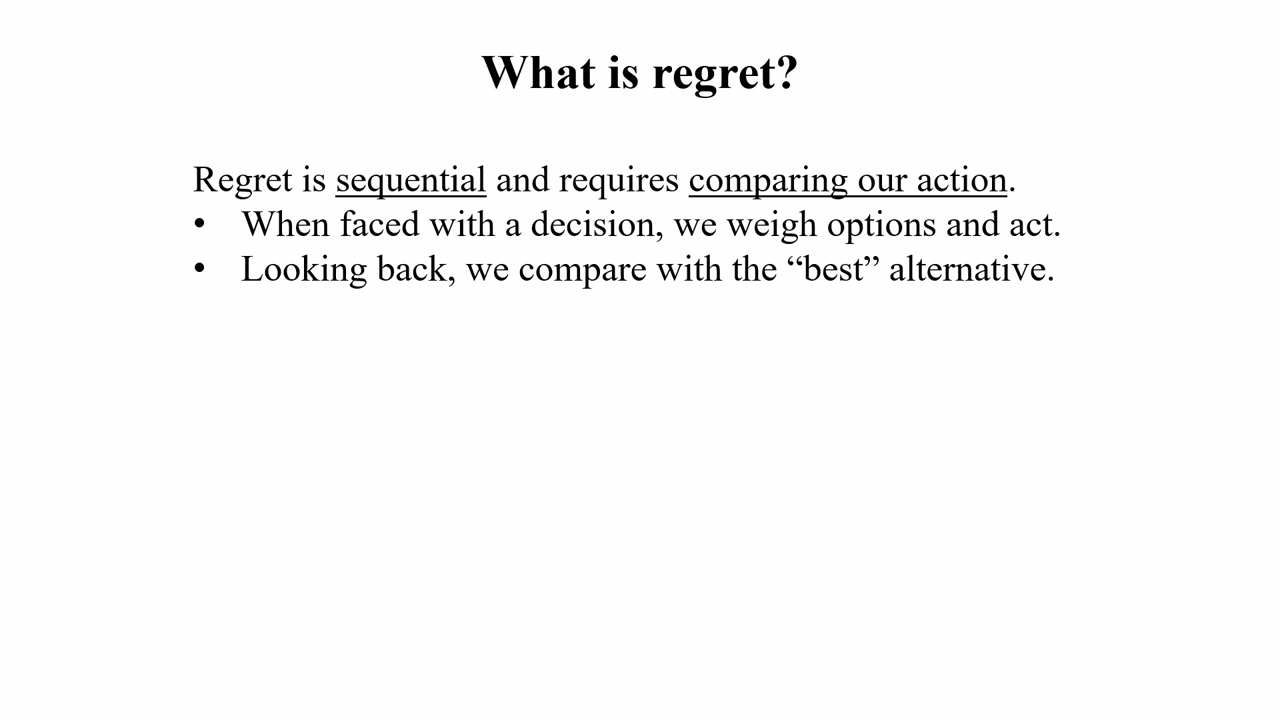 What is regret?
Regret is sequential and requires comparing our action.
• When faced with a decision, we weigh options and act.
• Looking back, we compare with the “best” alternative.